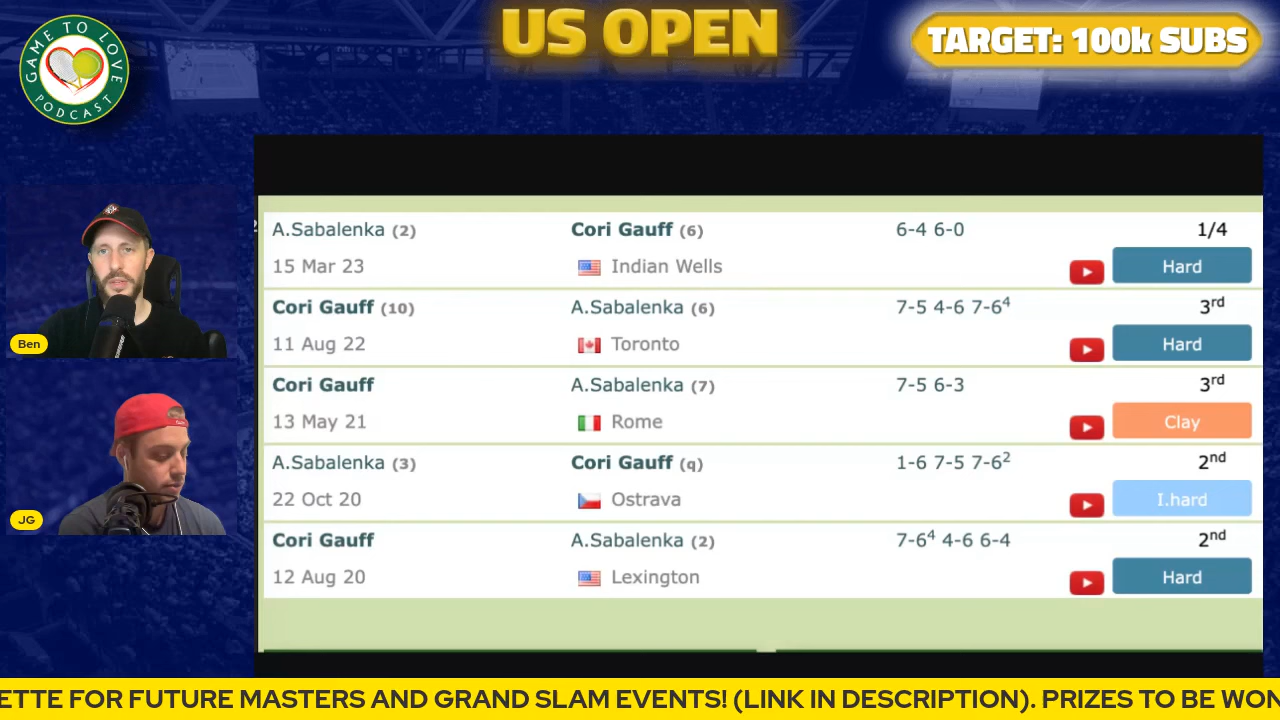 GAME TO LOVE
PODCAST
US OPEN
TARGET: 100k SUBS
A.Sabalenka (2) Cori Gauff (6) 6-4 6-0 1/4
15 Mar 23 Indian Wells Hard
Cori Gauff (10) A.Sabalenka (6) 7-5 4-6 7-6⁴ 3rd
11 Aug 22 Toronto Hard
Cori Gauff A.Sabalenka (7) 7-5 6-3 3rd
13 May 21 Rome Clay
A.Sabalenka (3) Cori Gauff (q) 1-6 7-5 7-6² 2nd
22 Oct 20 Ostrava I.hard
Cori Gauff A.Sabalenka (2) 7-6⁴ 4-6 6-4 2nd
12 Aug 20 Lexington Hard
Ben
JG
ETTE FOR FUTURE MASTERS AND GRAND SLAM EVENTS! (LINK IN DESCRIPTION). PRIZES TO BE WON